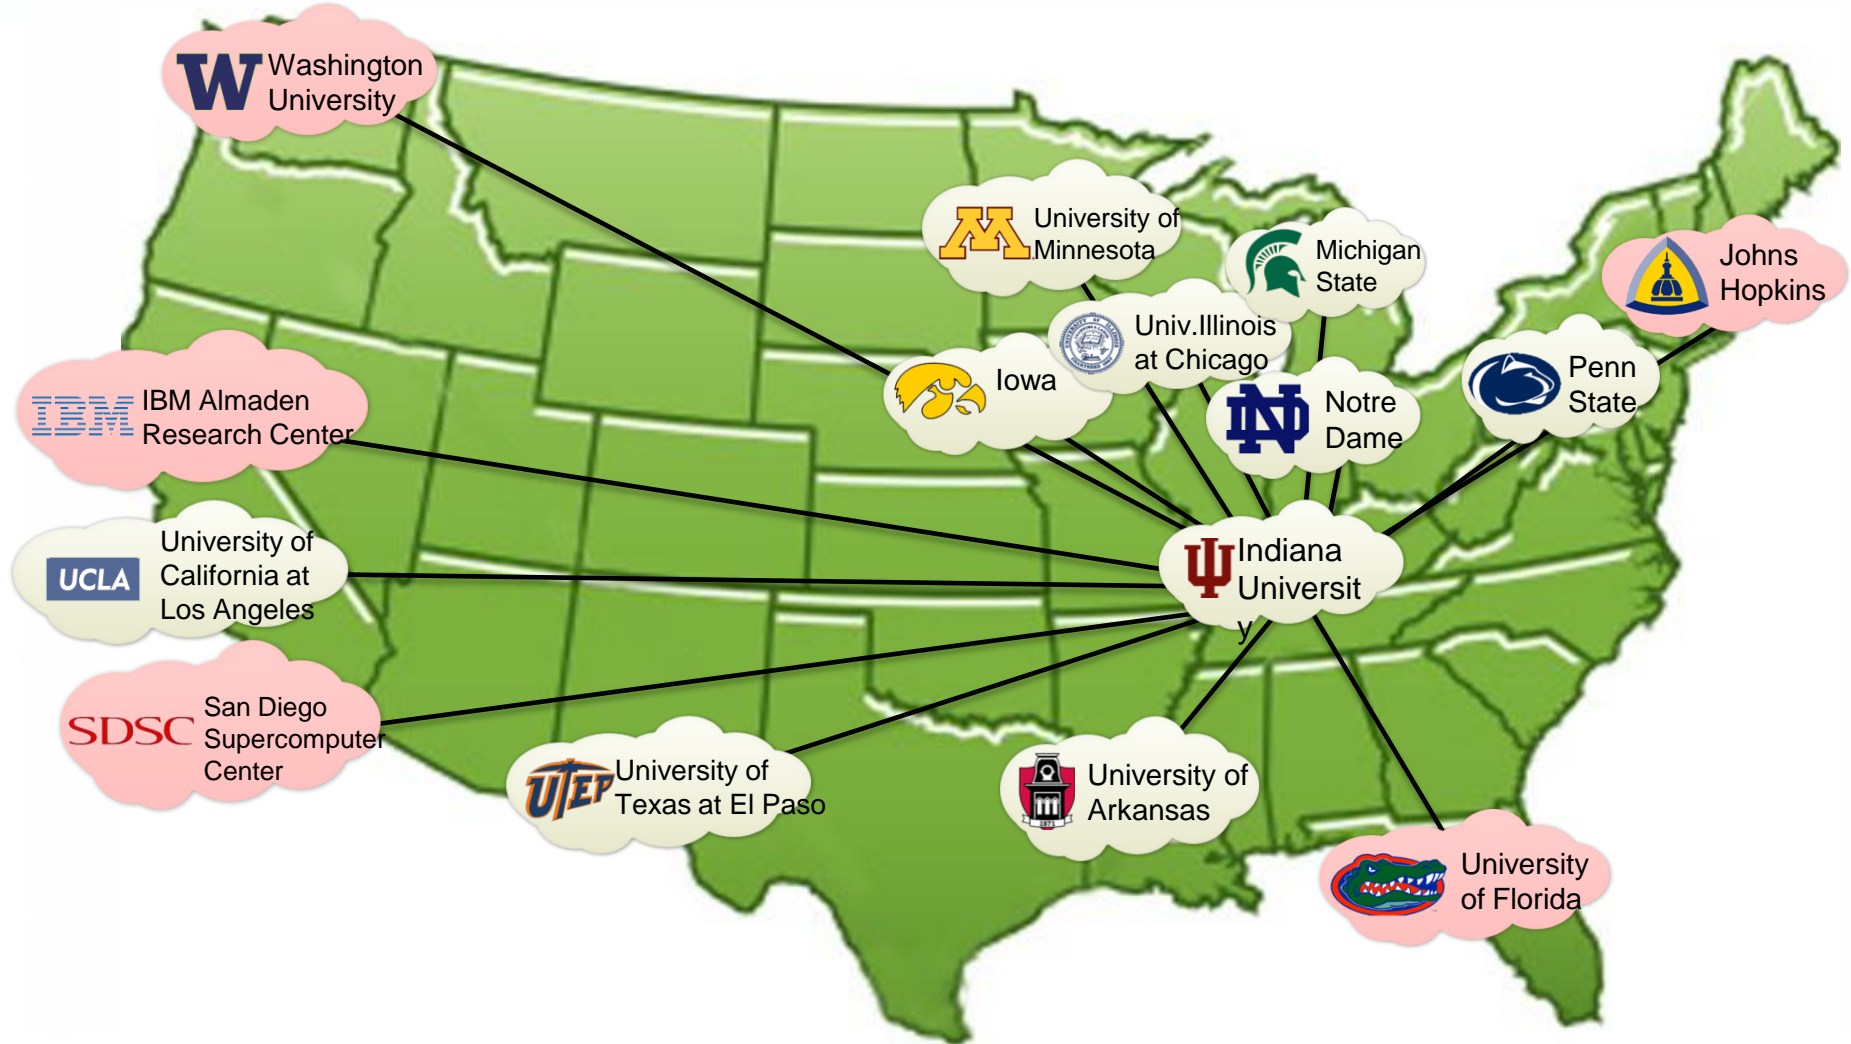 W
Washington
University
University of
Minnesota
Michigan
State
Johns
Hopkins
Univ.Illinois
at Chicago
Iowa
Penn
State
ND
Notre
Dame
IBM
IBM Almaden
Research Center
UCLA
University of
California at
Los Angeles
Indiana
Universit
y
SDSC
San Diego
Supercomputer
Center
UTEP
University of
Texas at El Paso
University of
Arkansas
1871
University
of Florida